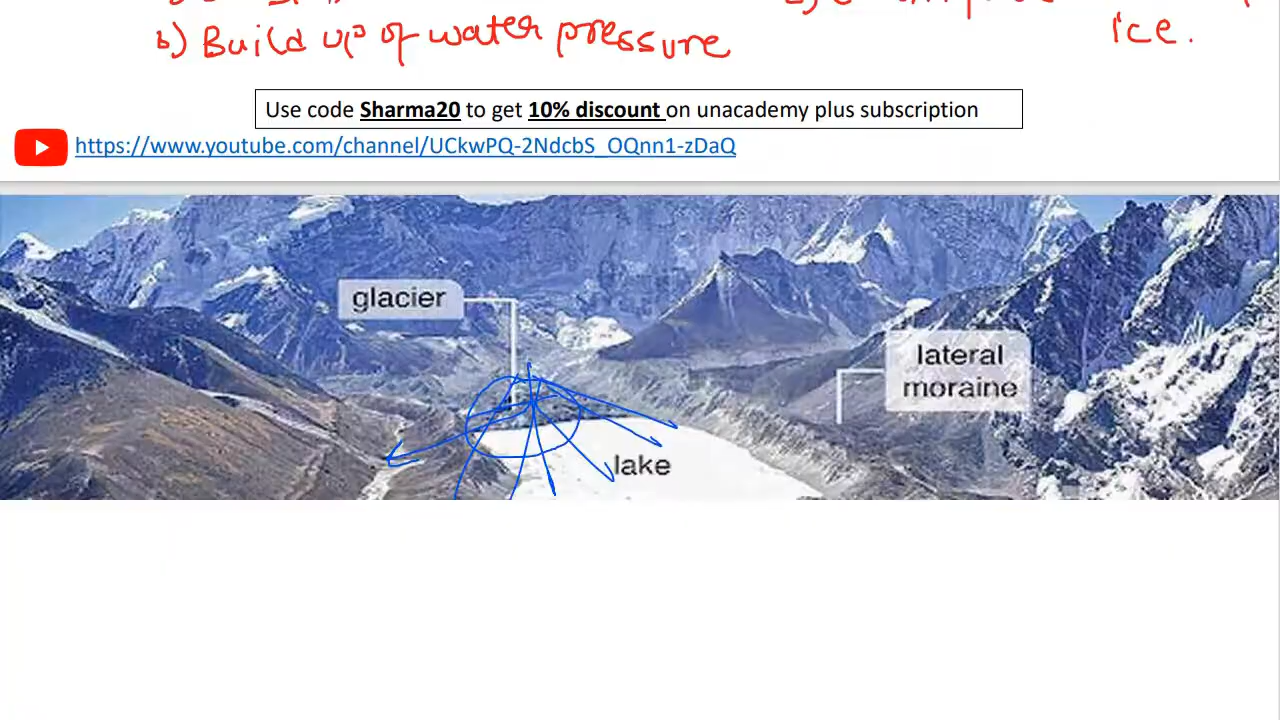 b) Build up of water pressure
ice.
Use code Sharma20 to get 10% discount on unacademy plus subscription
https://www.youtube.com/channel/UCkwPQ-2NdcbS_OQnn1-zDaQ
glacier
lateral
moraine
lake